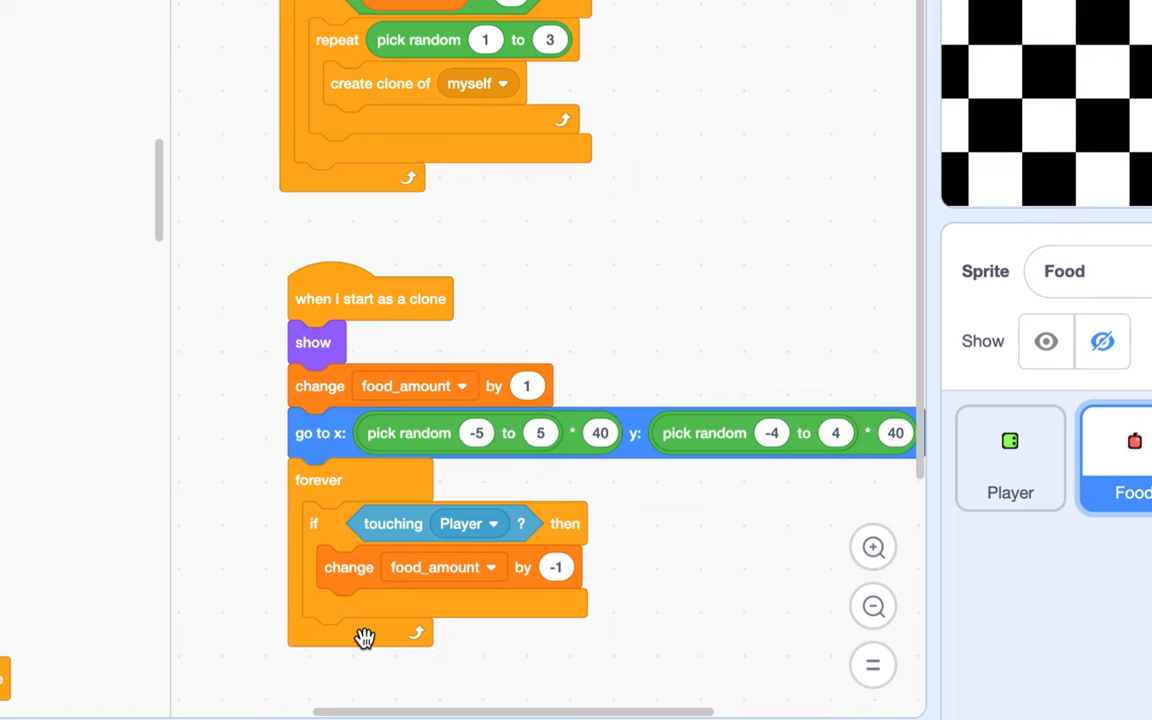 repeat pick random 1 to 3
create clone of myself
when I start as a clone
show
change food_amount by 1
go to x: pick random -5 to 5 * 40 y: pick random -4 to 4 * 40
forever
if touching Player ? then
change food_amount by -1
Sprite Food
Show
Player
Food